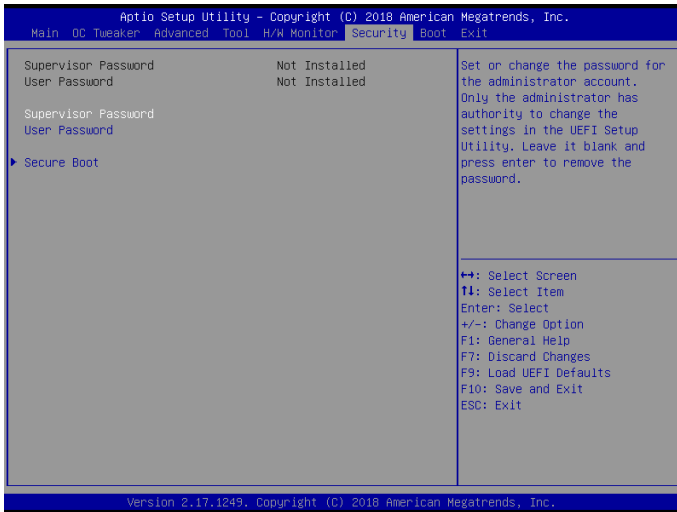 Aptio Setup Utility – Copyright (C) 2018 American Megatrends, Inc.
Main OC Tweaker Advanced Tool H/W Monitor Security Boot Exit
Supervisor Password Not Installed
User Password Not Installed
Supervisor Password
User Password
Secure Boot
Set or change the password for
the administrator account.
Only the administrator has
authority to change the
settings in the UEFI Setup
Utility. Leave it blank and
press enter to remove the
password.
↔: Select Screen
↑↓: Select Item
Enter: Select
+/-: Change Option
F1: General Help
F7: Discard Changes
F9: Load UEFI Defaults
F10: Save and Exit
ESC: Exit
Version 2.17.1249. Copyright (C) 2018 American Megatrends, Inc.